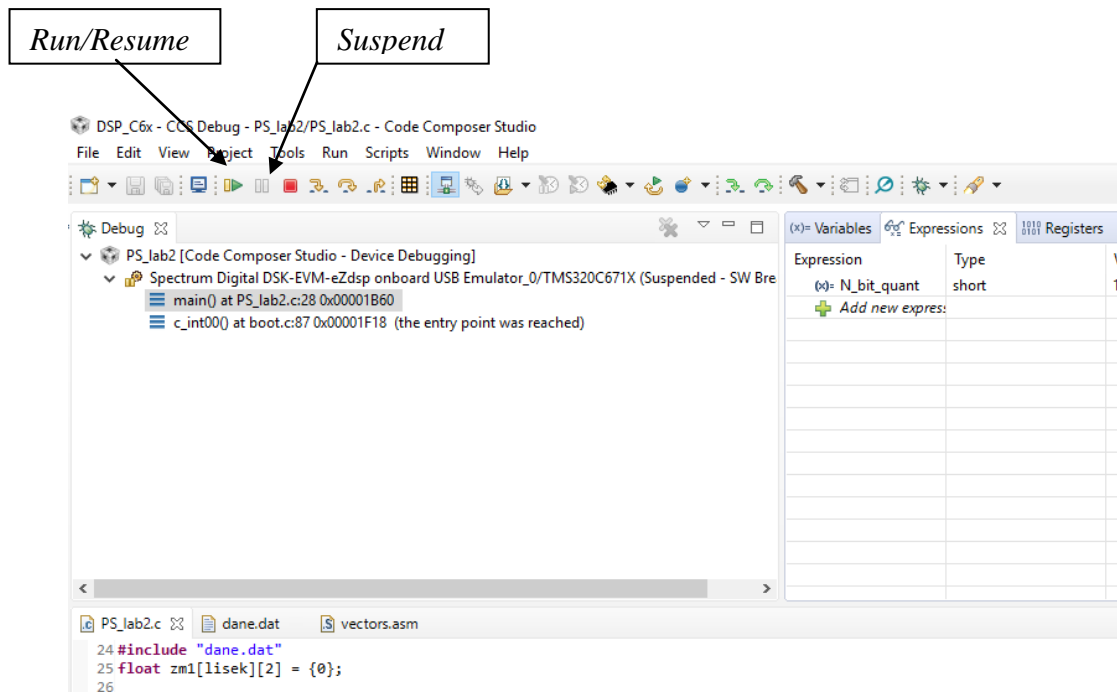 Run/Resume
Suspend
DSP_C6x - CCS Debug - PS_lab2/PS_lab2.c - Code Composer Studio
File Edit View Project Tools Run Scripts Window Help
Debug
(x)= Variables Expressions Registers
PS_lab2 [Code Composer Studio - Device Debugging]
Spectrum Digital DSK-EVM-eZdsp onboard USB Emulator_0/TMS320C671X (Suspended - SW Bre
main() at PS_lab2.c:28 0x00001B60
c_int00() at boot.c:87 0x00001F18 (the entry point was reached)
Expression Type
(x)= N_bit_quant short 1
Add new expres
PS_lab2.c dane.dat vectors.asm
24 #include "dane.dat"
25 float zm1[lisek][2] = {0};
26